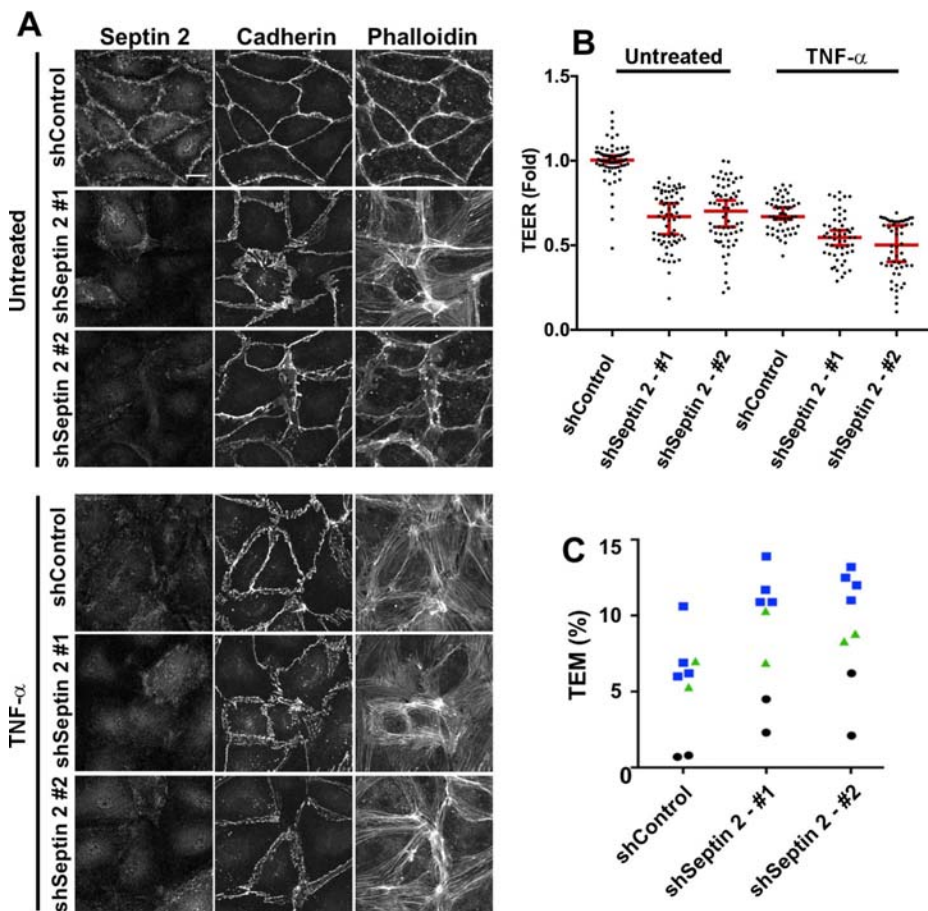 A
Septin 2 Cadherin Phalloidin
Untreated
shControl
shSeptin 2 #1
shSeptin 2 #2
TNF-α
shControl
shSeptin 2 #1
shSeptin 2 #2
B
Untreated TNF-α
TEER (Fold)
1.5
1.0
0.5
0.0
shControl
shSeptin 2 - #1
shSeptin 2 - #2
shControl
shSeptin 2 - #1
shSeptin 2 - #2
C
TEM (%)
15
10
5
0
shControl
shSeptin 2 - #1
shSeptin 2 - #2